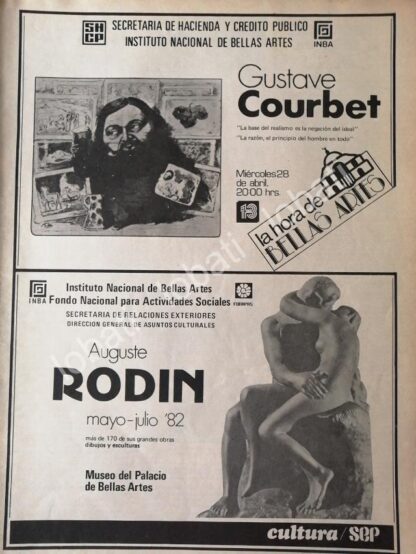 SHCP
SECRETARIA DE HACIENDA Y CREDITO PUBLICO
INSTITUTO NACIONAL DE BELLAS ARTES
INBA
Gustave
Courbet
"La base del realismo es la negación del ideal"
"La razón, el principio del hombre en todo"
Miércoles 28
de abril,
20:00 hrs.
13
la hora de
BELLAS ARTES
INBA
Instituto Nacional de Bellas Artes
Fondo Nacional para Actividades Sociales
FONAPAS
SECRETARIA DE RELACIONES EXTERIORES
DIRECCION GENERAL DE ASUNTOS CULTURALES
Auguste
RODIN
mayo-julio '82
más de 170 de sus grandes obras
dibujos y esculturas
Museo del Palacio
de Bellas Artes
cultura/SEP